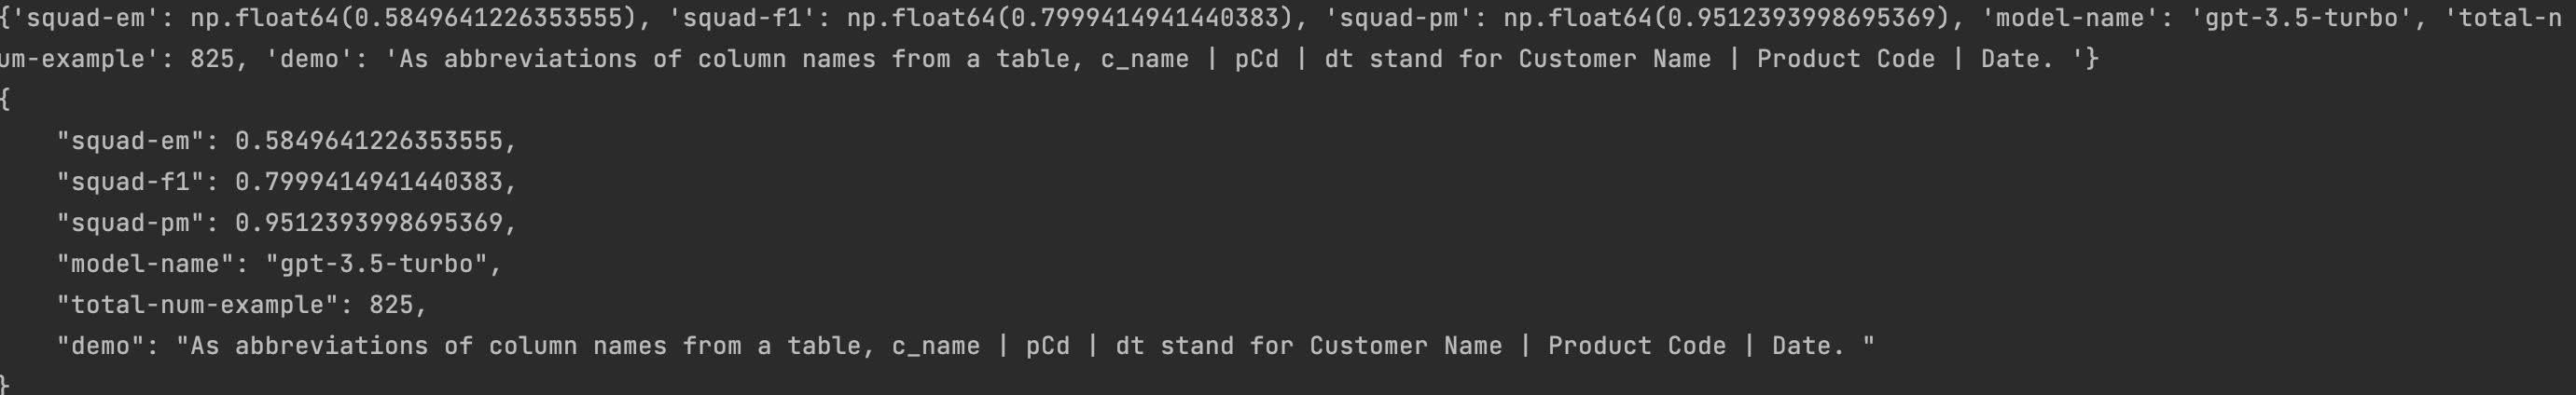 {'squad-em': np.float64(0.5849641226353555), 'squad-f1': np.float64(0.7999414941440383), 'squad-pm': np.float64(0.9512393998695369), 'model-name': 'gpt-3.5-turbo', 'total-n
um-example': 825, 'demo': 'As abbreviations of column names from a table, c_name | pCd | dt stand for Customer Name | Product Code | Date. '}
{
    "squad-em": 0.5849641226353555,
    "squad-f1": 0.7999414941440383,
    "squad-pm": 0.9512393998695369,
    "model-name": "gpt-3.5-turbo",
    "total-num-example": 825,
    "demo": "As abbreviations of column names from a table, c_name | pCd | dt stand for Customer Name | Product Code | Date. "
}